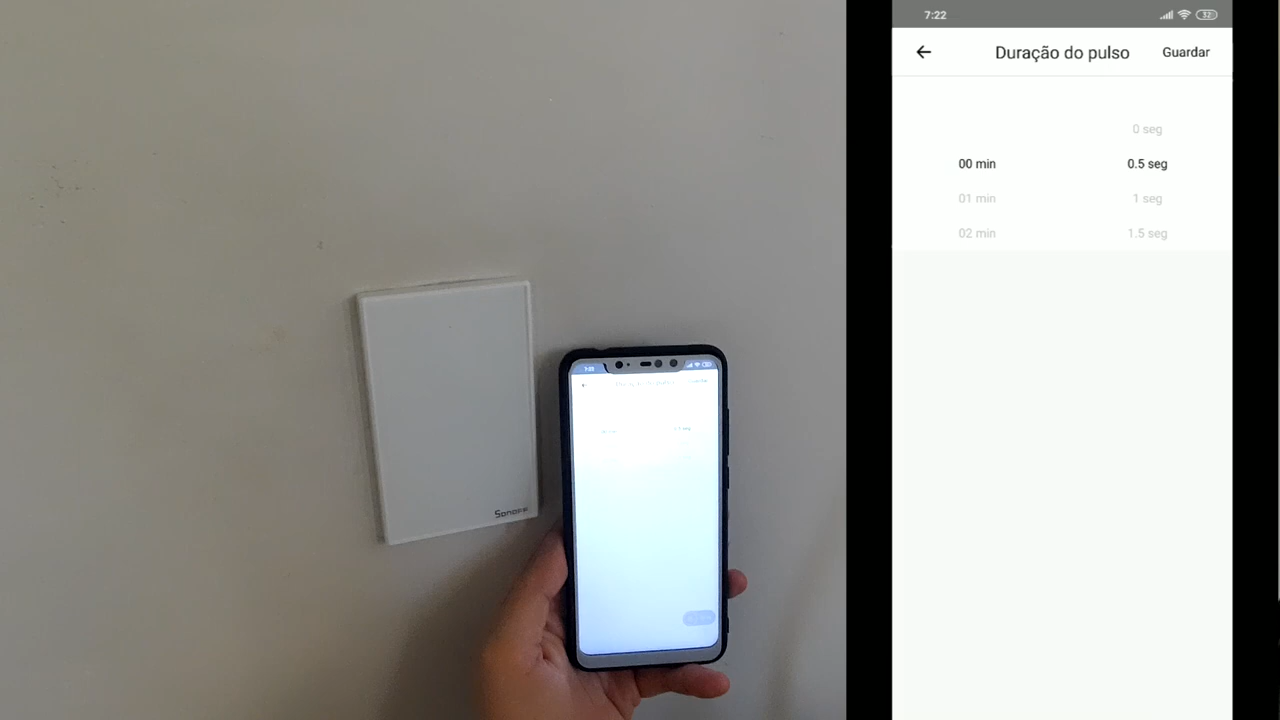 SONOFF
7:22
32
Duração do pulso
Guardar
0 seg
00 min
0.5 seg
01 min
1 seg
02 min
1.5 seg